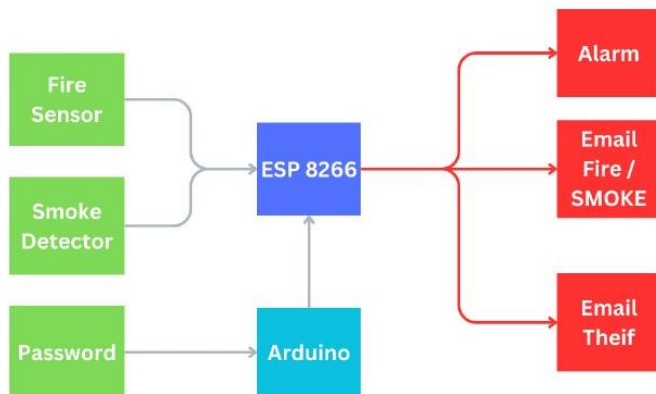 Fire
Sensor
Smoke
Detector
Password
ESP 8266
Arduino
Alarm
Email
Fire /
SMOKE
Email
Theif